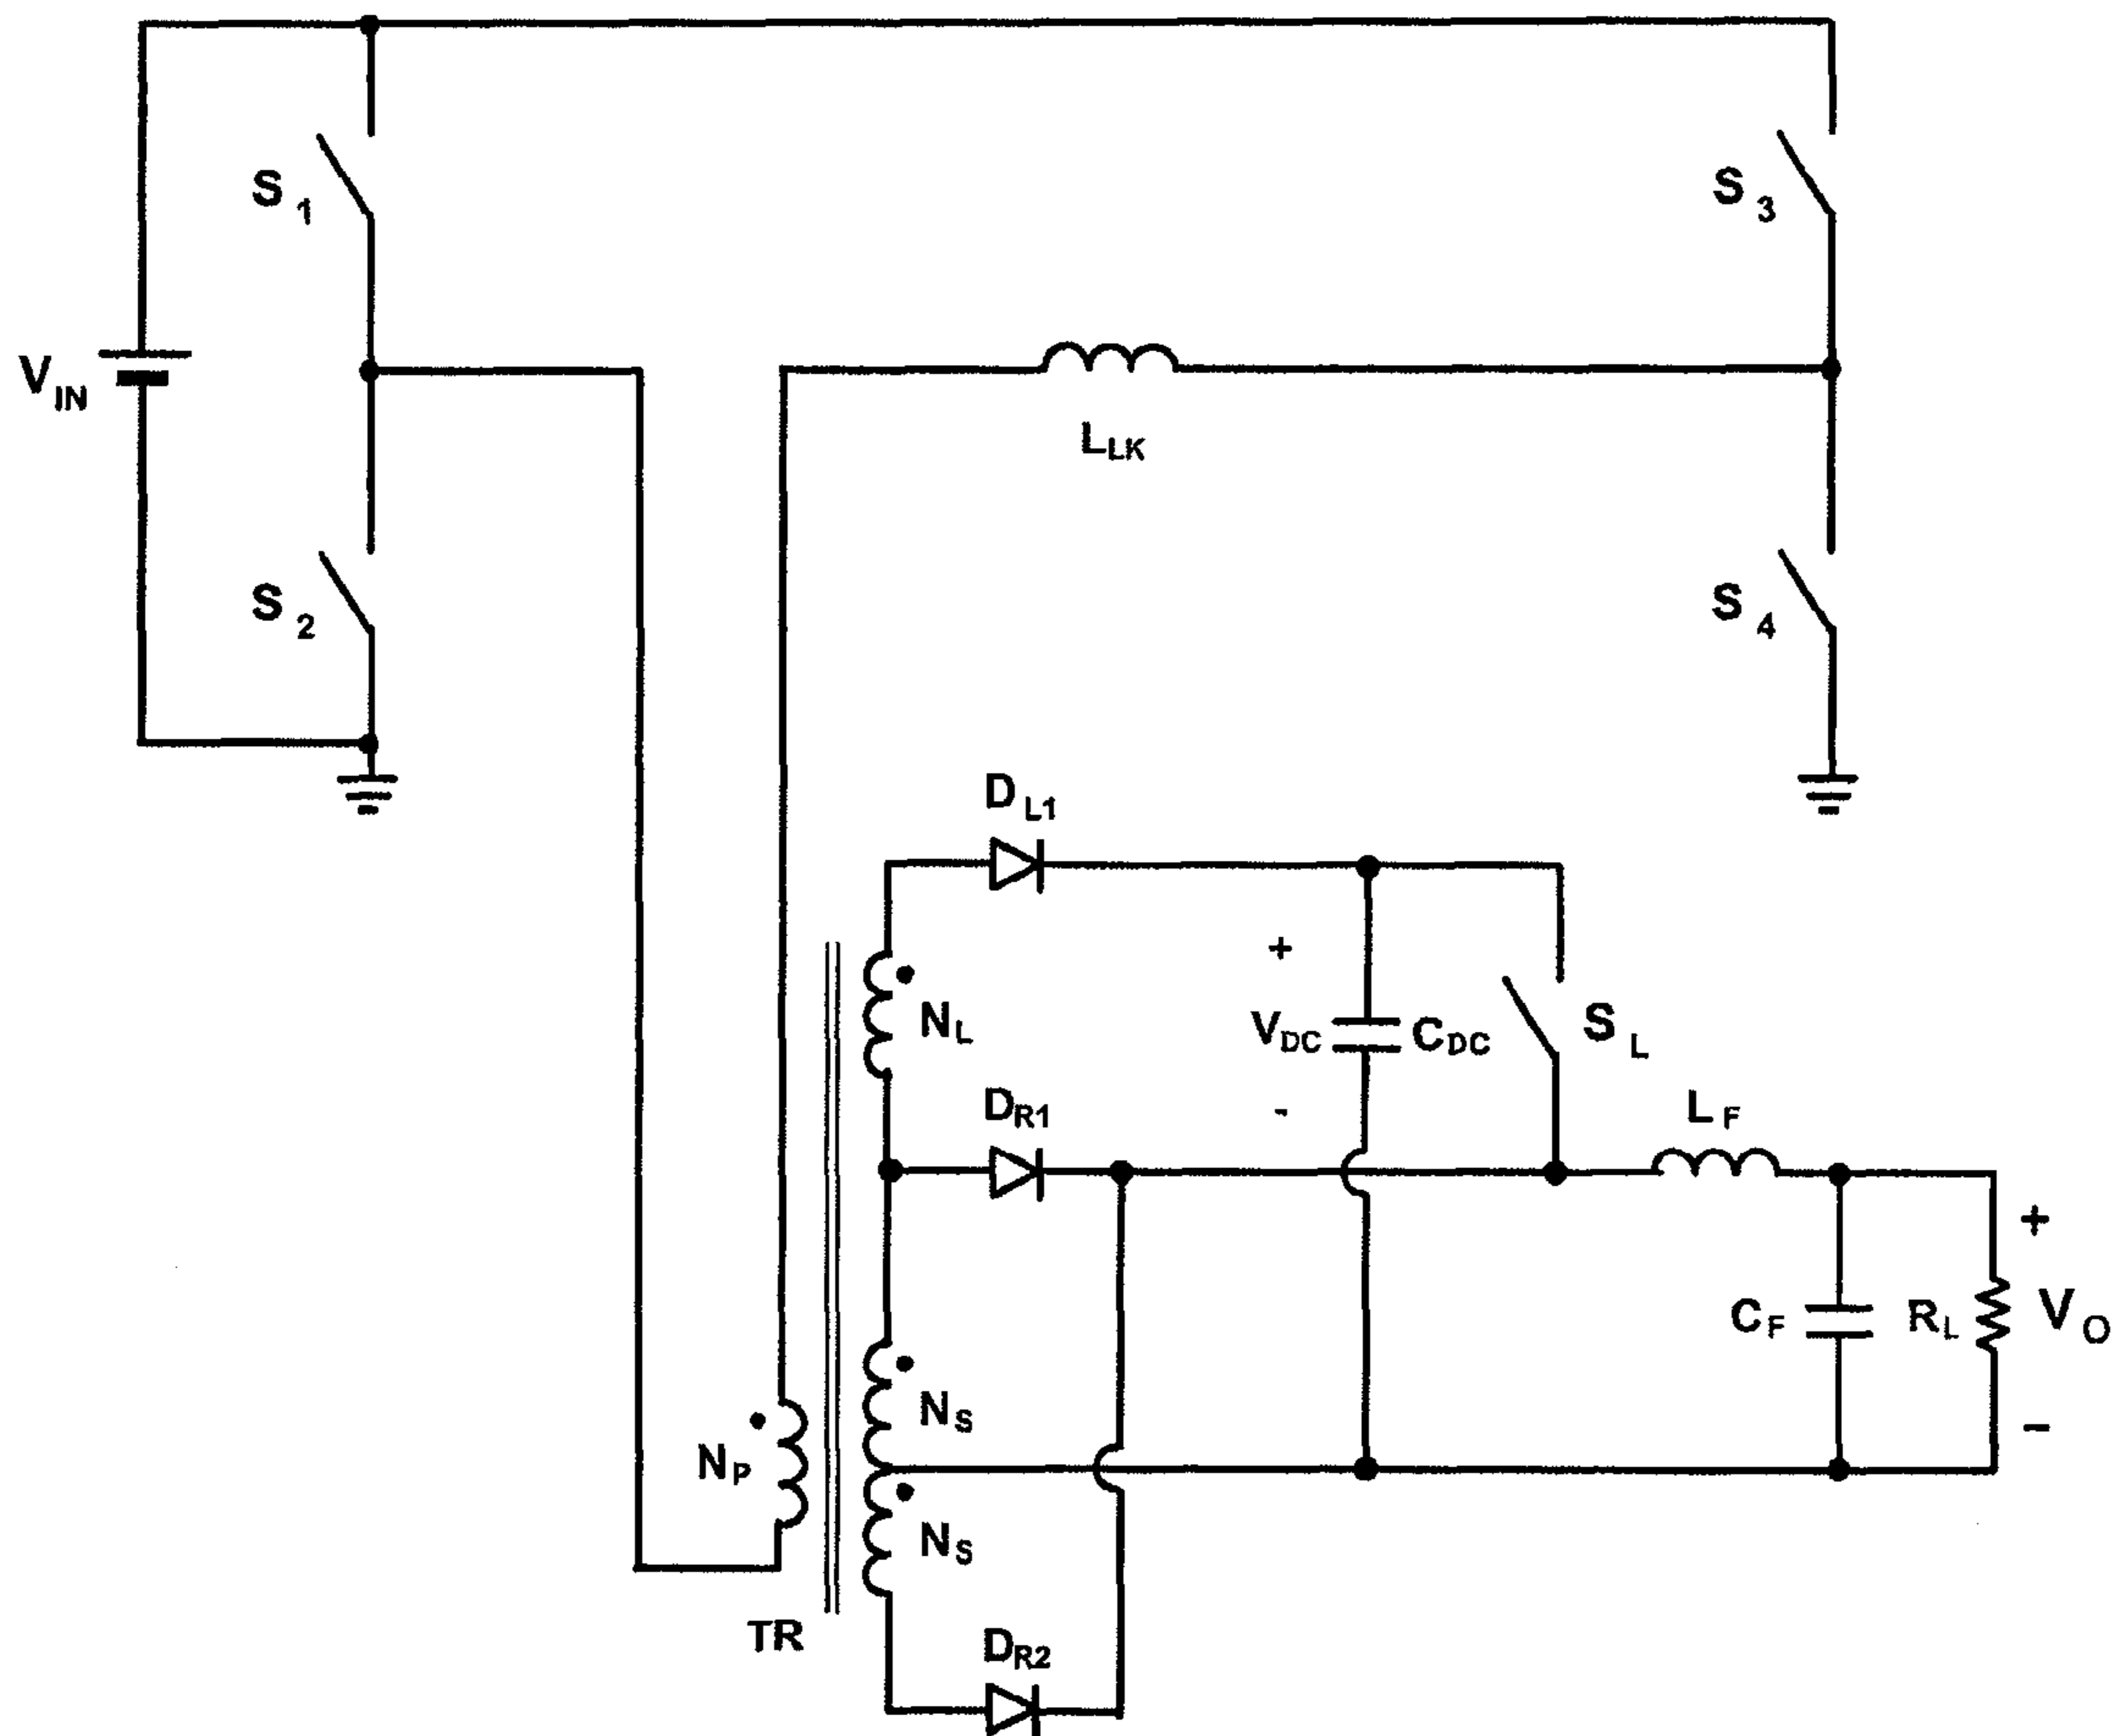 S1
S3
VIN
LLK
S2
S4
DL1
+
NL
VDC
CDC
SL
-
DR1
LF
+
CF
RL
VO
NS
-
NP
NS
TR
DR2